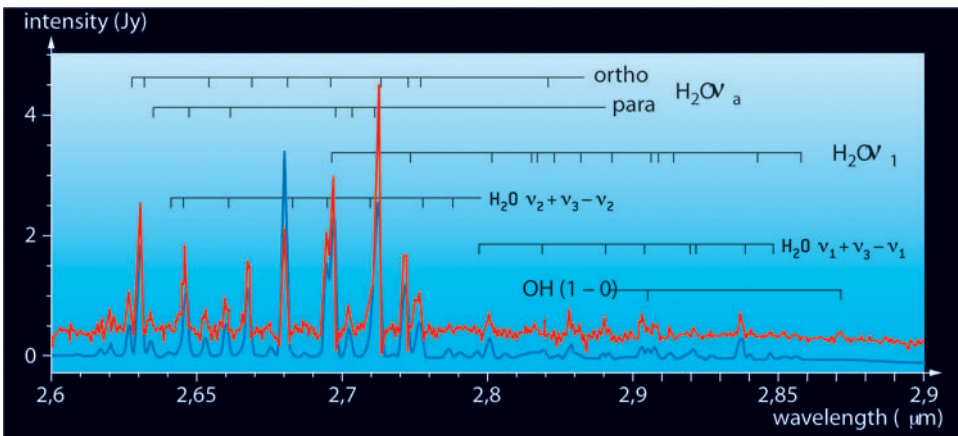 intensity (Jy)
ortho
H₂Oν a
para
4
H₂Oν 1
H₂O ν₂ + ν₃ – ν₂
2
H₂O ν₁ + ν₃ – ν₁
OH (1 – 0)
0
2,6 2,65 2,7 2,8 2,9 2,85 2,9
wavelength ( μm)